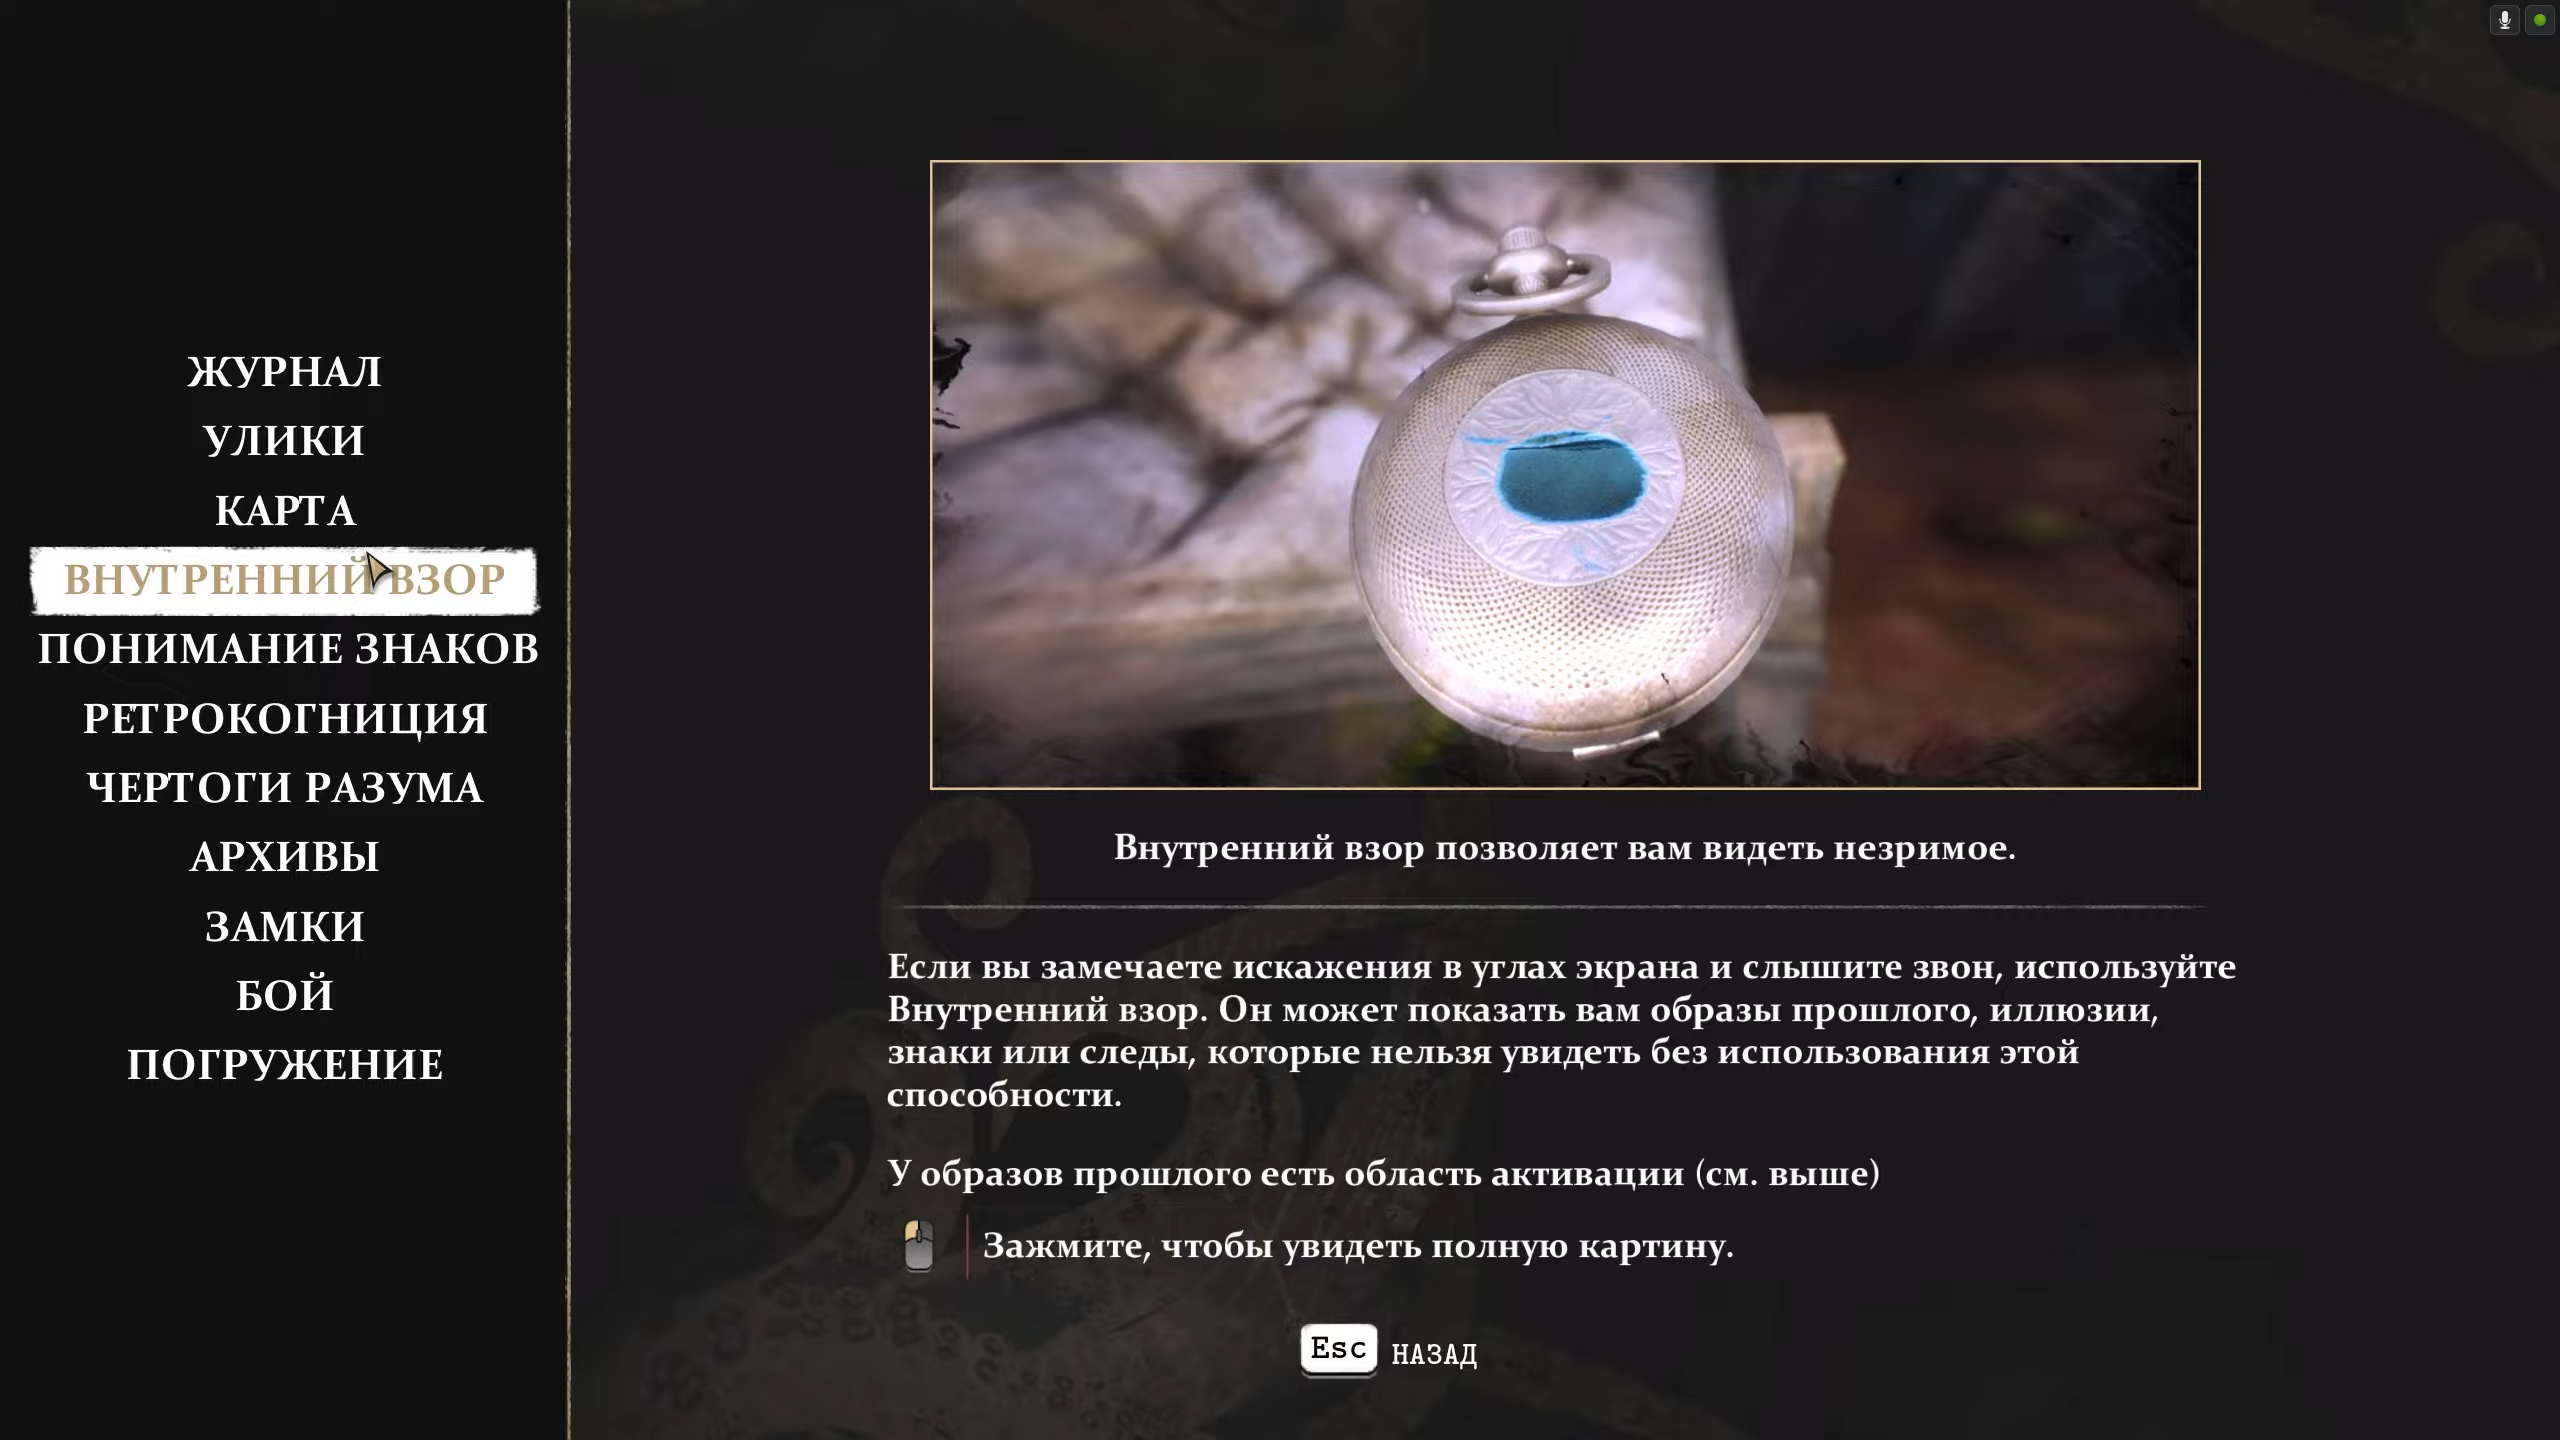 ЖУРНАЛ
УЛИКИ
КАРТА
ВНУТРЕННИЙ ВЗОР
ПОНИМАНИЕ ЗНАКОВ
РЕТРОКОГНИЦИЯ
ЧЕРТОГИ РАЗУМА
АРХИВЫ
ЗАМКИ
БОЙ
ПОГРУЖЕНИЕ
Внутренний взор позволяет вам видеть незримое.
Если вы замечаете искажения в углах экрана и слышите звон, используйте
Внутренний взор. Он может показать вам образы прошлого, иллюзии,
знаки или следы, которые нельзя увидеть без использования этой
способности.
У образов прошлого есть область активации (см. выше)
Зажмите, чтобы увидеть полную картину.
Esc НАЗАД